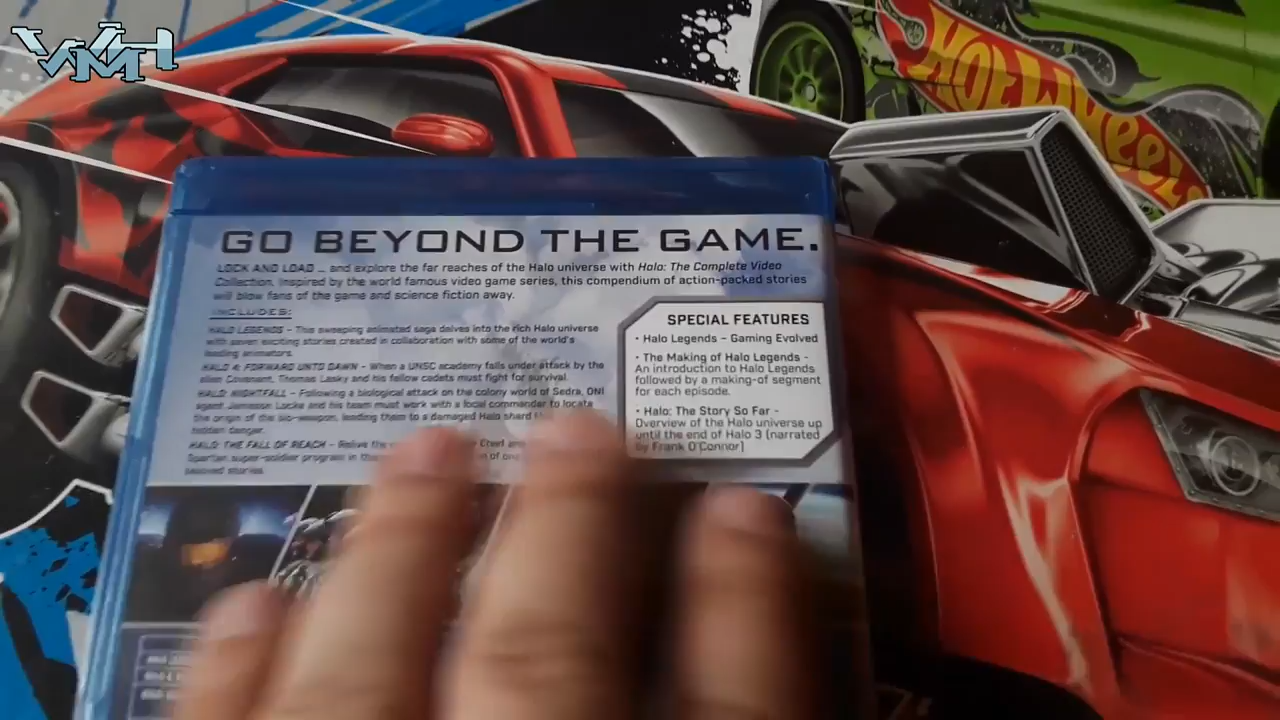 HOT WHEELS
GO BEYOND THE GAME.
LOCK AND LOAD ... and explore the far reaches of the Halo universe with Halo: The Complete Video
Collection. Inspired by the world famous video game series, this compendium of action-packed stories
will blow fans of the game and science fiction away.
INCLUDES:
HALO LEGENDS - This sweeping animated saga delves into the rich Halo universe
with seven exciting stories created in collaboration with some of the world's
leading animators.
HALO 4: FORWARD UNTO DAWN - When a UNSC academy falls under attack by the
alien Covenant, Thomas Lasky and his fellow cadets must fight for survival.
HALO: NIGHTFALL - Following a biological attack on the colony world of Sedra, ONI
agent Jameson Locke and his team must work with a local commander to locate
the origin of the bio-weapon, leading them to a damaged Halo shard
hidden danger.
HALO: THE FALL OF REACH - Relive the Chief
Spartan super-soldier program in this of one
beloved stories.
SPECIAL FEATURES
• Halo Legends - Gaming Evolved
• The Making of Halo Legends -
An introduction to Halo Legends
followed by a making-of segment
for each episode.
• Halo: The Story So Far -
Overview of the Halo universe up
until the end of Halo 3 (narrated
by Frank O'Connor)